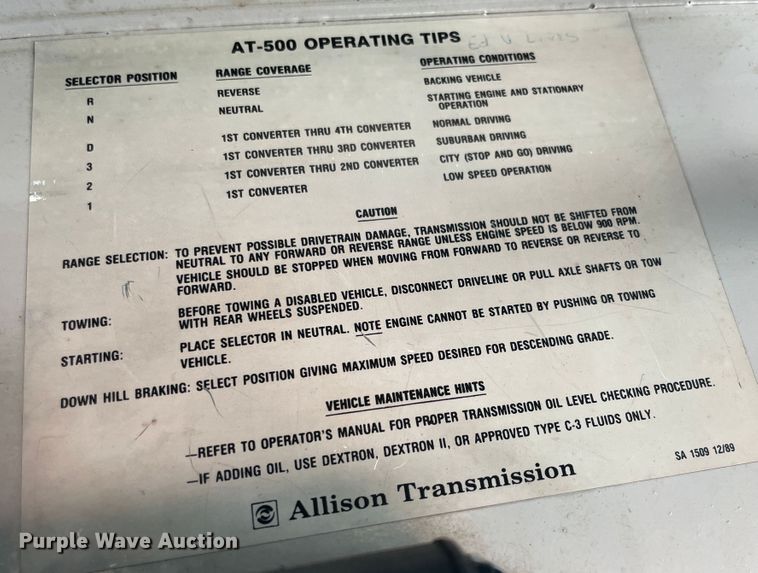 AT-500 OPERATING TIPS
SELECTOR POSITION RANGE COVERAGE OPERATING CONDITIONS
R REVERSE BACKING VEHICLE
N NEUTRAL STARTING ENGINE AND STATIONARY
OPERATION
D 1ST CONVERTER THRU 4TH CONVERTER NORMAL DRIVING
3 1ST CONVERTER THRU 3RD CONVERTER SUBURBAN DRIVING
2 1ST CONVERTER THRU 2ND CONVERTER CITY (STOP AND GO) DRIVING
1 1ST CONVERTER LOW SPEED OPERATION
CAUTION
RANGE SELECTION: TO PREVENT POSSIBLE DRIVETRAIN DAMAGE, TRANSMISSION SHOULD NOT BE SHIFTED FROM
NEUTRAL TO ANY FORWARD OR REVERSE RANGE UNLESS ENGINE SPEED IS BELOW 900 RPM.
VEHICLE SHOULD BE STOPPED WHEN MOVING FROM FORWARD TO REVERSE OR REVERSE TO
FORWARD.
TOWING: BEFORE TOWING A DISABLED VEHICLE, DISCONNECT DRIVELINE OR PULL AXLE SHAFTS OR TOW
WITH REAR WHEELS SUSPENDED.
STARTING: PLACE SELECTOR IN NEUTRAL. NOTE ENGINE CANNOT BE STARTED BY PUSHING OR TOWING
VEHICLE.
DOWN HILL BRAKING: SELECT POSITION GIVING MAXIMUM SPEED DESIRED FOR DESCENDING GRADE.
VEHICLE MAINTENANCE HINTS
—REFER TO OPERATOR'S MANUAL FOR PROPER TRANSMISSION OIL LEVEL CHECKING PROCEDURE.
—IF ADDING OIL, USE DEXTRON, DEXTRON II, OR APPROVED TYPE C-3 FLUIDS ONLY.
SA 1509 12/89
Allison Transmission
Purple Wave Auction